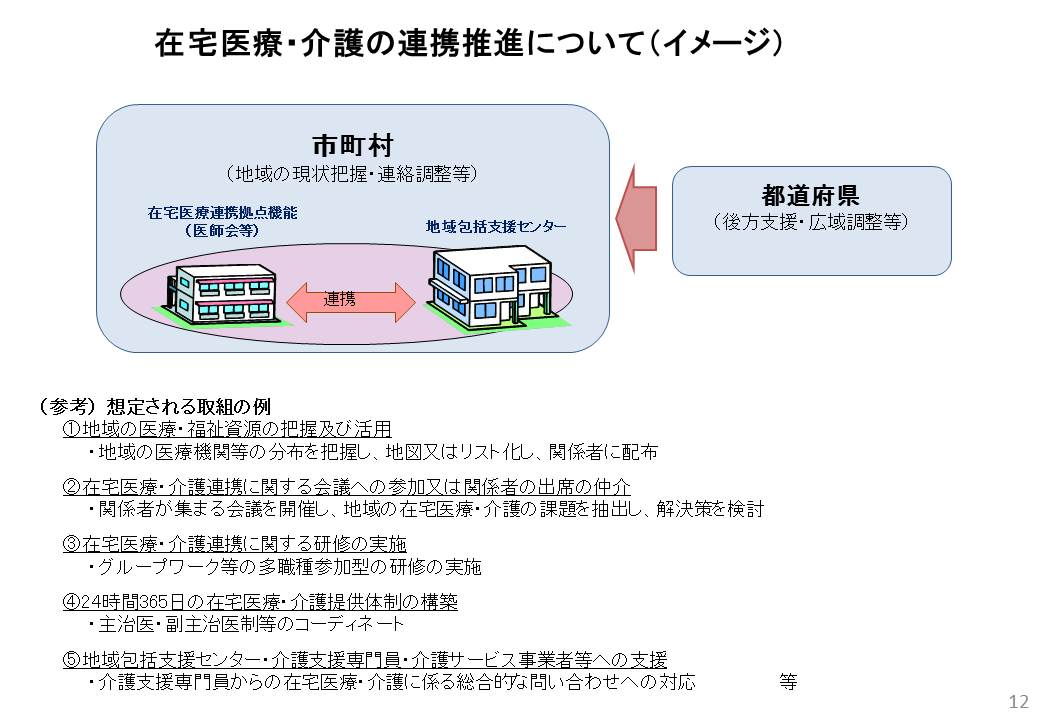 在宅医療・介護の連携推進について（イメージ）
市町村
（地域の現状把握・連絡調整等）
在宅医療連携拠点機能
（医師会等）
地域包括支援センター
連携
都道府県
（後方支援・広域調整等）
（参考）想定される取組の例
①地域の医療・福祉資源の把握及び活用
・地域の医療機関等の分布を把握し、地図又はリスト化し、関係者に配布
②在宅医療・介護連携に関する会議への参加又は関係者の出席の仲介
・関係者が集まる会議を開催し、地域の在宅医療・介護の課題を抽出し、解決策を検討
③在宅医療・介護連携に関する研修の実施
・グループワーク等の多職種参加型の研修の実施
④24時間365日の在宅医療・介護提供体制の構築
・主治医・副主治医制等のコーディネート
⑤地域包括支援センター・介護支援専門員・介護サービス事業者等への支援
・介護支援専門員からの在宅医療・介護に係る総合的な問い合わせへの対応　　　　等
12